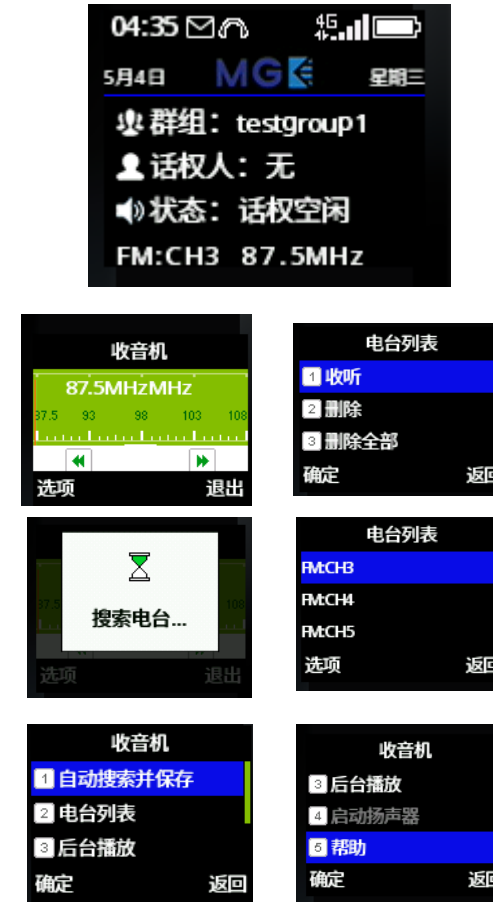 04:35 4G
5月4日 MG 星期三
群组：testgroup1
话权人：无
状态：话权空闲
FM:CH3 87.5MHz
收音机
87.5MHzMHz
87.5 93 98 103 108
选项 退出
电台列表
1 收听
2 删除
3 删除全部
确定 返回
搜索电台...
37.5 108
选项 退出
电台列表
FM:CH3
FM:CH4
FM:CH5
选项 返回
收音机
1 自动搜索并保存
2 电台列表
3 后台播放
确定 返回
收音机
3 后台播放
4 启动扬声器
5 帮助
确定 返回